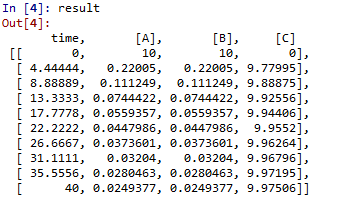 In [4]: result
Out[4]:
time, [A], [B], [C]
[[ 0, 10, 10, 0],
[ 4.44444, 0.22005, 0.22005, 9.77995],
[ 8.88889, 0.111249, 0.111249, 9.88875],
[ 13.3333, 0.0744422, 0.0744422, 9.92556],
[ 17.7778, 0.0559357, 0.0559357, 9.94406],
[ 22.2222, 0.0447986, 0.0447986, 9.9552],
[ 26.6667, 0.0373601, 0.0373601, 9.96264],
[ 31.1111, 0.03204, 0.03204, 9.96796],
[ 35.5556, 0.0280463, 0.0280463, 9.97195],
[ 40, 0.0249377, 0.0249377, 9.97506]]